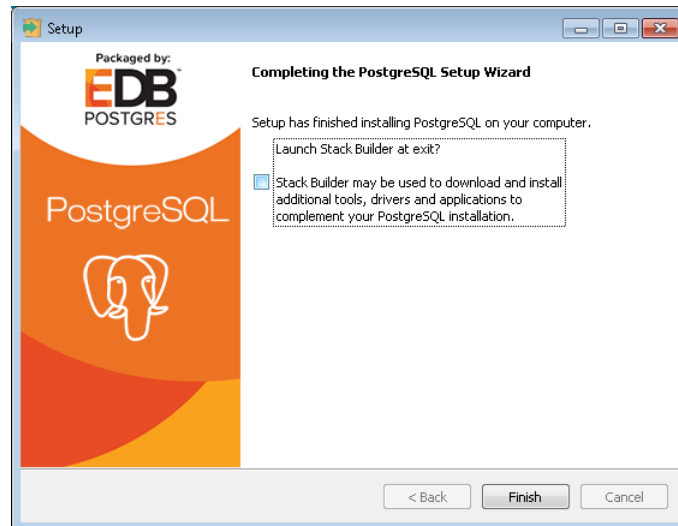 Setup
Packaged by:
EDB
POSTGRES
PostgreSQL
Completing the PostgreSQL Setup Wizard
Setup has finished installing PostgreSQL on your computer.
Launch Stack Builder at exit?
Stack Builder may be used to download and install
additional tools, drivers and applications to
complement your PostgreSQL installation.
< Back
Finish
Cancel